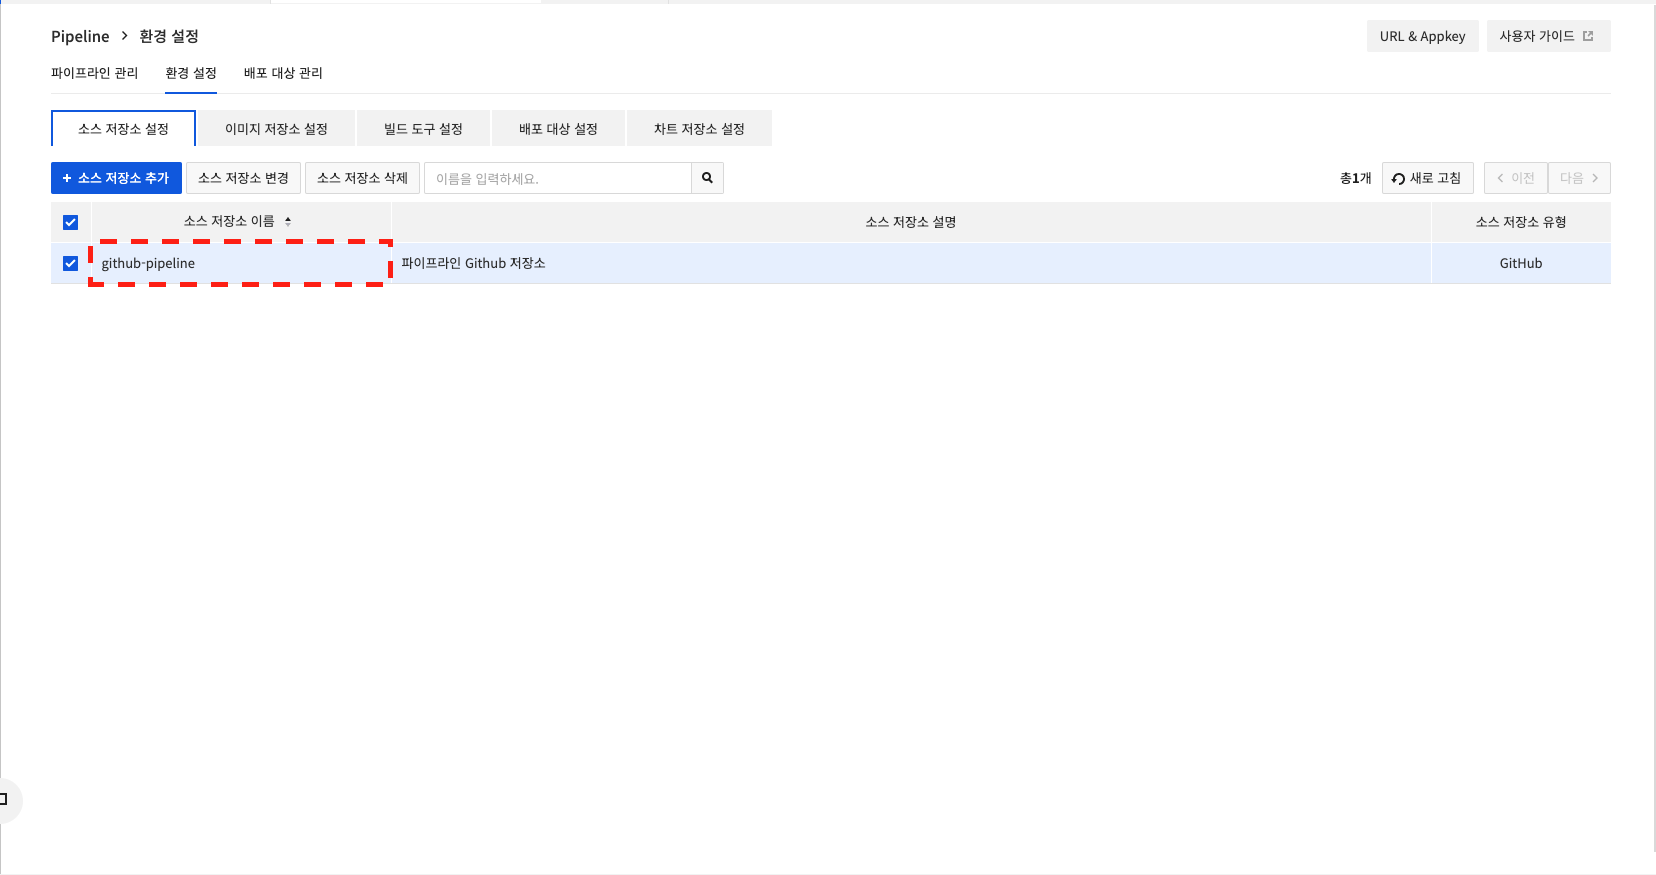 Pipeline > 환경 설정
URL & Appkey
사용자 가이드
파이프라인 관리 환경 설정 배포 대상 관리
소스 저장소 설정 이미지 저장소 설정 빌드 도구 설정 배포 대상 설정 차트 저장소 설정
+ 소스 저장소 추가 소스 저장소 변경 소스 저장소 삭제 이름을 입력하세요. 총1개 새로 고침 < 이전 다음 >
소스 저장소 이름 소스 저장소 설명 소스 저장소 유형
github-pipeline 파이프라인 Github 저장소 GitHub